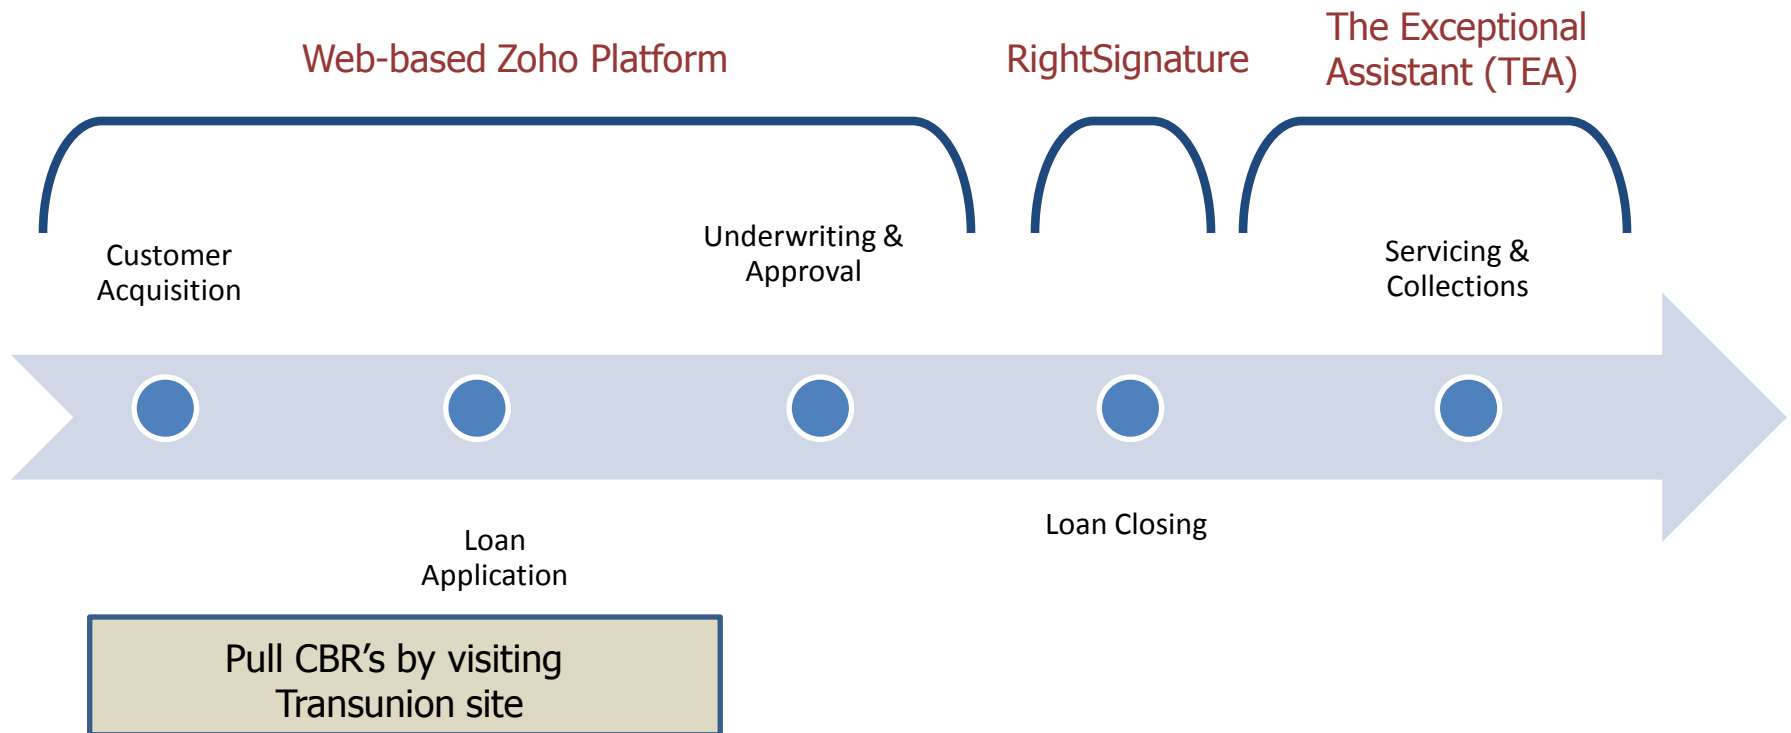 Web-based Zoho Platform
RightSignature
The Exceptional
Assistant (TEA)
Customer
Acquisition
Underwriting &
Approval
Servicing &
Collections
Loan
Application
Loan Closing
Pull CBR’s by visiting
Transunion site